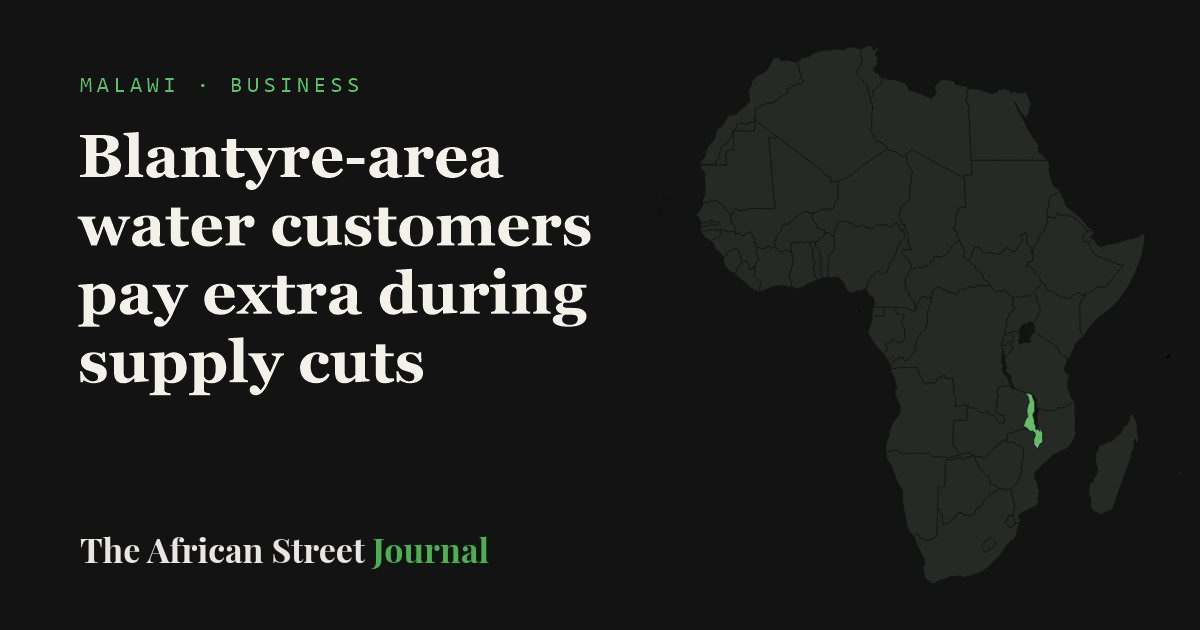 MALAWI · BUSINESS
Blantyre-area
water customers
pay extra during
supply cuts
The African Street Journal